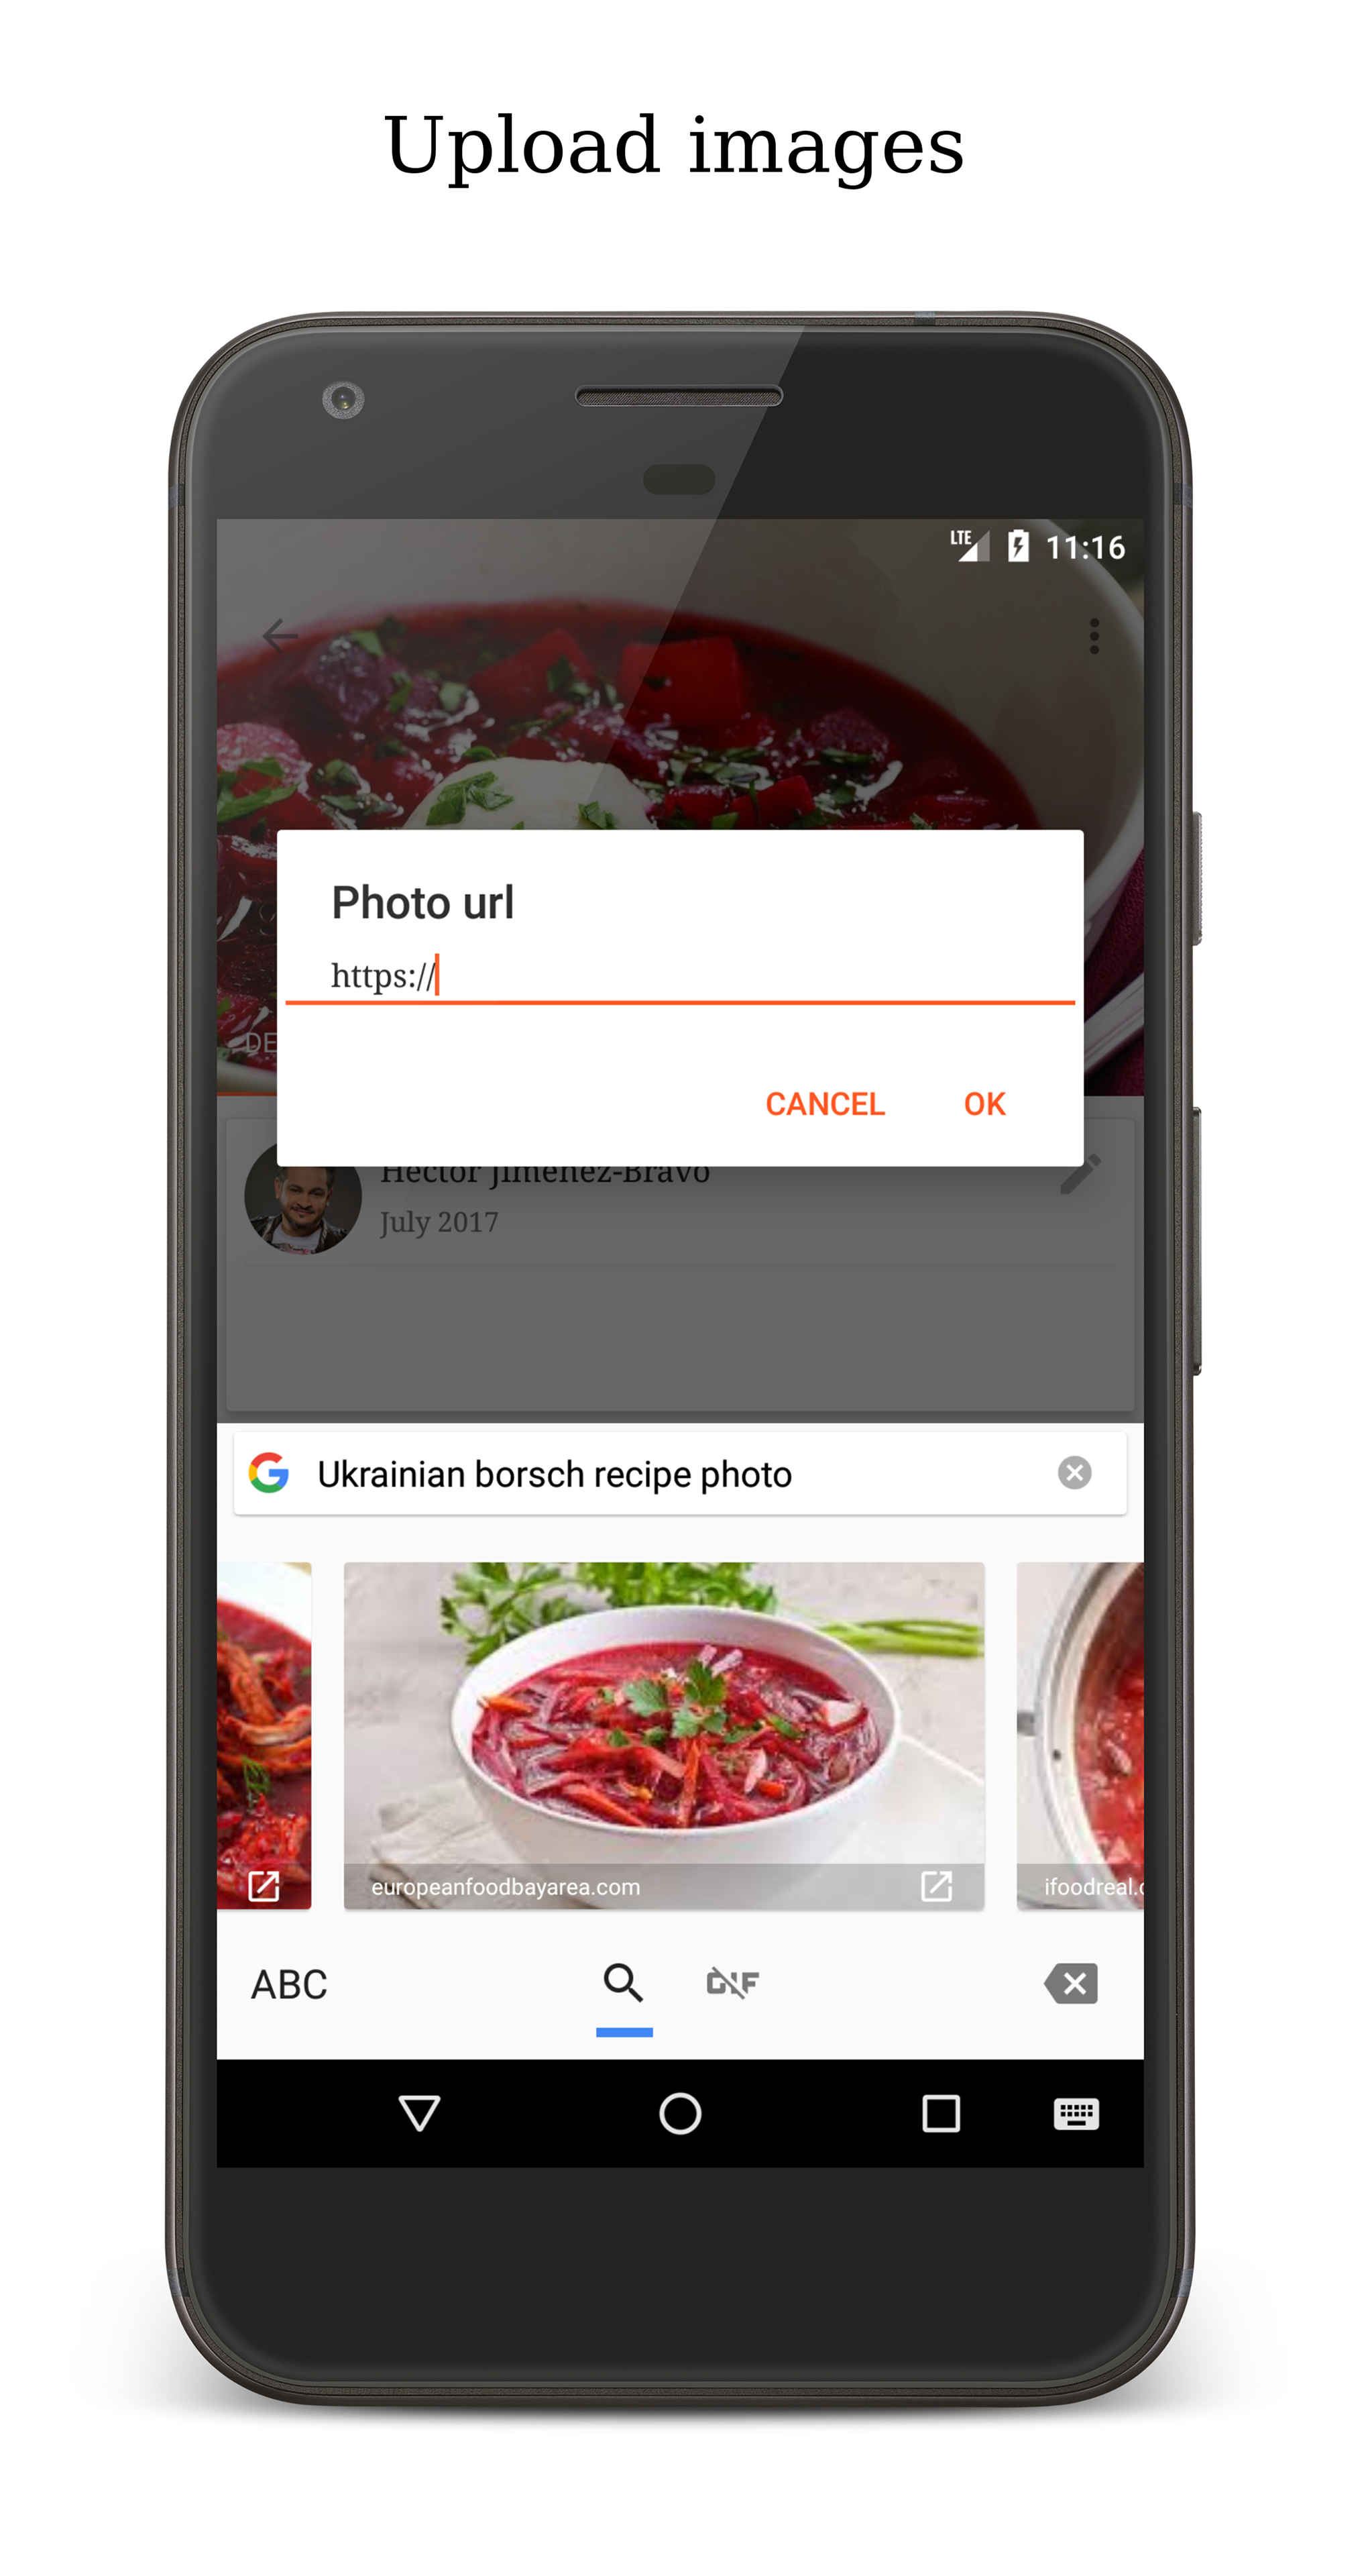 Upload images
LTE 11:16
Photo url
https://
DE
CANCEL OK
Hector Jimenez-Bravo
July 2017
Ukrainian borsch recipe photo
europeanfoodbayarea.com
ifoodreal.c
ABC
GIF